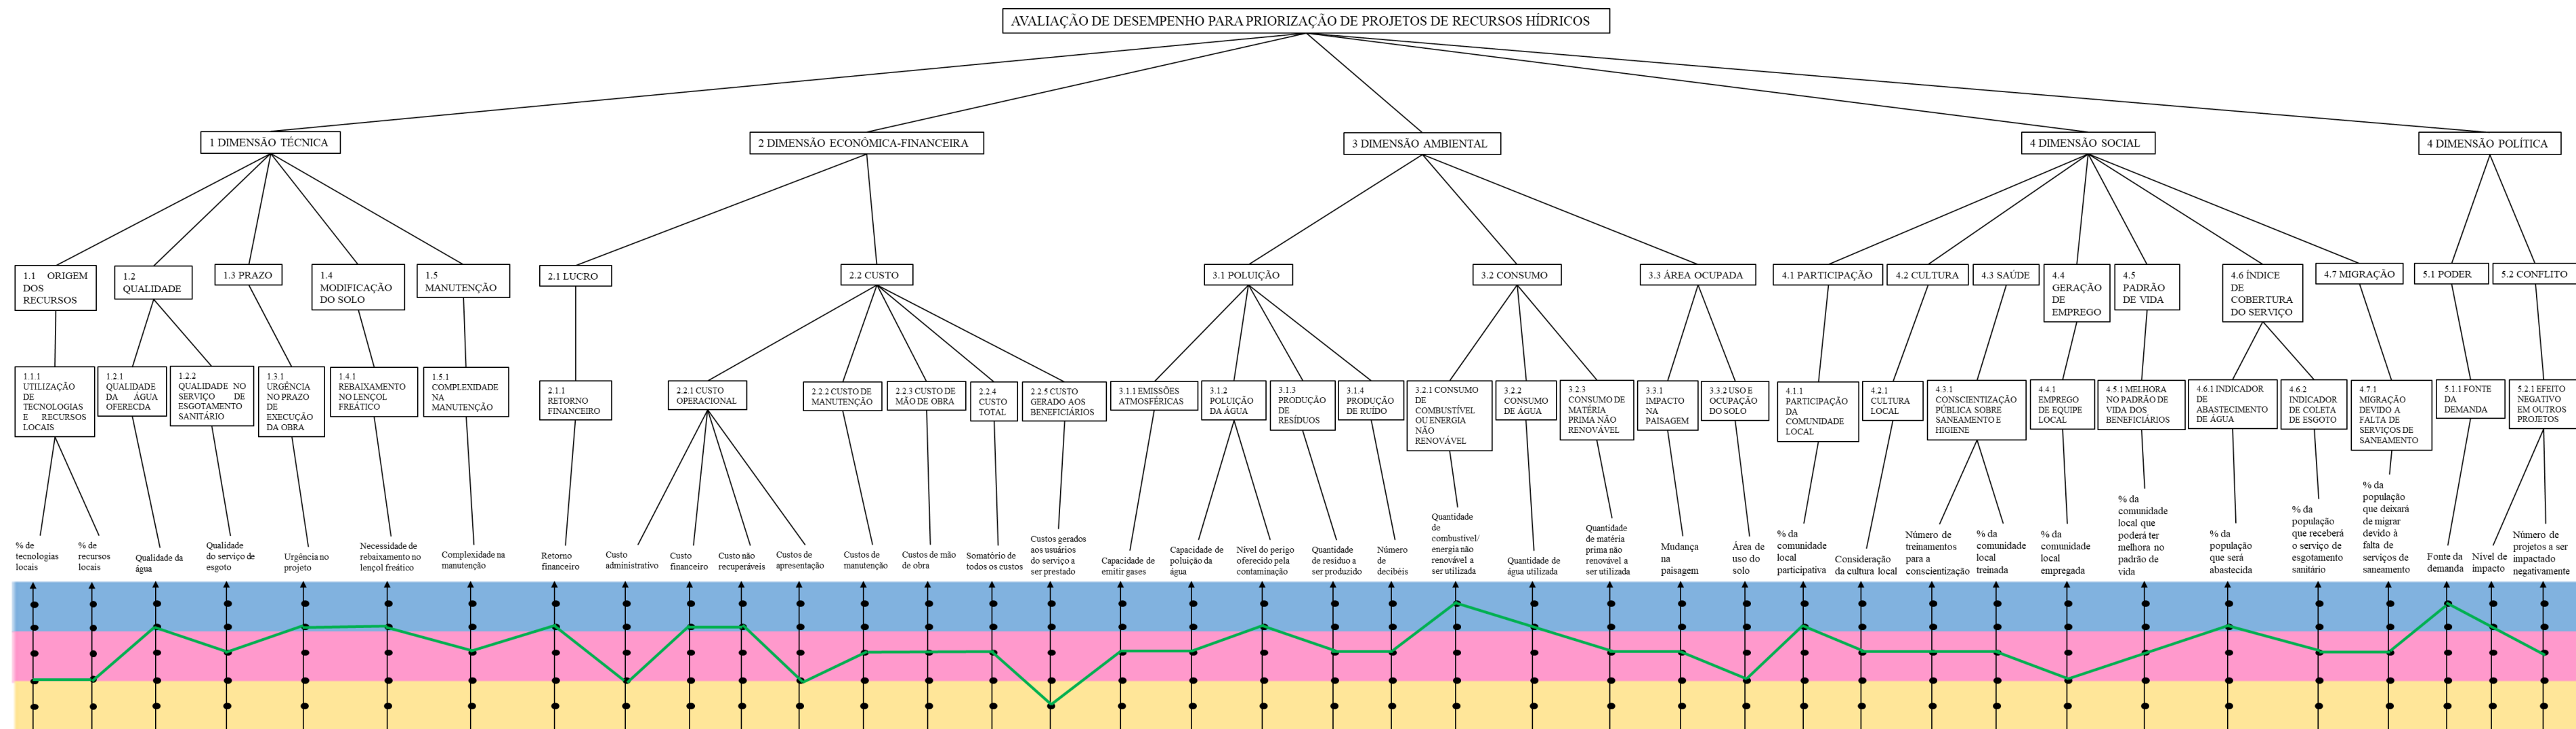 AVALIAÇÃO DE DESEMPENHO PARA PRIORIZAÇÃO DE PROJETOS DE RECURSOS HÍDRICOS
1 DIMENSÃO TÉCNICA
2 DIMENSÃO ECONÔMICA-FINANCEIRA
3 DIMENSÃO AMBIENTAL
4 DIMENSÃO SOCIAL
4 DIMENSÃO POLÍTICA
1.1 ORIGEM
DOS
RECURSOS
1.2
QUALIDADE
1.3 PRAZO
1.4
MODIFICAÇÃO
DO SOLO
1.5
MANUTENÇÃO
2.1 LUCRO
2.2 CUSTO
3.1 POLUIÇÃO
3.2 CONSUMO
3.3 ÁREA OCUPADA
4.1 PARTICIPAÇÃO
4.2 CULTURA
4.3 SAÚDE
4.4
GERAÇÃO
DE
EMPREGO
4.5
PADRÃO
DE VIDA
4.6 ÍNDICE
DE
COBERTURA
DO SERVIÇO
4.7 MIGRAÇÃO
5.1 PODER
5.2 CONFLITO
1.1.1
UTILIZAÇÃO
DE
TECNOLOGIAS
E RECURSOS
LOCAIS
1.2.1
QUALIDADE
DA ÁGUA
OFERECDA
1.2.2
QUALIDADE NO
SERVIÇO DE
ESGOTAMENTO
SANITÁRIO
1.3.1
URGÊNCIA
NO PRAZO
DE
EXECUÇÃO
DA OBRA
1.4.1
REBAIXAMENTO
NO LENÇOL
FREÁTICO
1.5.1
COMPLEXIDADE
NA
MANUTENÇÃO
2.1.1
RETORNO
FINANCEIRO
2.2.1 CUSTO
OPERACIONAL
2.2.2 CUSTO DE
MANUTENÇÃO
2.2.3 CUSTO DE
MÃO DE OBRA
2.2.4
CUSTO
TOTAL
2.2.5 CUSTO
GERADO AOS
BENEFICIÁRIOS
3.1.1 EMISSÕES
ATMOSFÉRICAS
3.1.2
POLUIÇÃO
DA ÁGUA
3.1.3
PRODUÇÃO
DE
RESÍDUOS
3.1.4
PRODUÇÃO
DE RUÍDO
3.2.1 CONSUMO
DE
COMBUSTÍVEL
OU ENERGIA
NÃO
RENOVÁVEL
3.2.2
CONSUMO
DE ÁGUA
3.2.3
CONSUMO DE
MATÉRIA
PRIMA NÃO
RENOVÁVEL
3.3.1
IMPACTO
NA
PAISAGEM
3.3.2 USO E
OCUPAÇÃO
DO SOLO
4.1.1
PARTICIPAÇÃO
DA
COMUNIDADE
LOCAL
4.2.1
CULTURA
LOCAL
4.3.1
CONSCIENTIZAÇÃO
PÚBLICA SOBRE
SANEAMENTO E
HIGIENE
4.4.1
EMPREGO
DE EQUIPE
LOCAL
4.5.1 MELHORA
NO PADRÃO DE
VIDA DOS
BENEFICIÁRIOS
4.6.1 INDICADOR
DE
ABASTECIMENTO
DE ÁGUA
4.6.2
INDICADOR
DE COLETA
DE ESGOTO
4.7.1
MIGRAÇÃO
DEVIDO A
FALTA DE
SERVIÇOS DE
SANEAMENTO
5.1.1 FONTE
DA
DEMANDA
5.2.1 EFEITO
NEGATIVO
EM OUTROS
PROJETOS
% de
tecnologias
locais
% de
recursos
locais
Qualidade da
água
Qualidade
do serviço de
esgoto
Urgência no
projeto
Necessidade de
rebaixamento no
lençol freático
Complexidade na
manutenção
Retorno
financeiro
Custo
administrativo
Custo
financeiro
Custo não
recuperáveis
Custos de
apresentação
Custos de
manutenção
Custos de mão
de obra
Somatório de
todos os custos
Custos gerados
aos usuários
do serviço a
ser prestado
Capacidade de
emitir gases
Capacidade de
poluição da
água
Nível do perigo
oferecido pela
contaminação
Quantidade
de resíduo a
ser produzido
Número
de
decibéis
Quantidade
de
combustível/
energia não
renovável a
ser utilizada
Quantidade de
água utilizada
Quantidade
de matéria
prima não
renovável a
ser utilizada
Mudança
na
paisagem
Área de
uso do
solo
% da
comunidade
local
participativa
Consideração
da cultura local
Número de
treinamentos
para a
conscientização
% da
comunidade
local
treinada
% da
comunidade
local
empregada
% da
comunidade
local que
poderá ter
melhora no
padrão de
vida
% da
população
que será
abastecida
% da
população
que receberá
o serviço de
esgotamento
sanitário
% da
população
que deixará
de migrar
devido à
falta de
serviços de
saneamento
Fonte da
demanda
Nível de
impacto
Número de
projetos a ser
impactado
negativamente